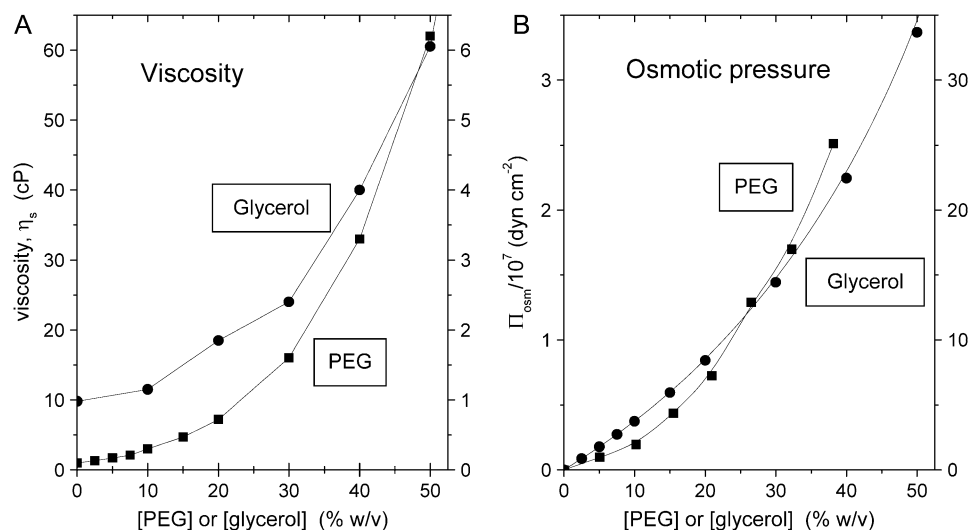 A
Viscosity
Glycerol
PEG
viscosity, ηs (cP)
0
10
20
30
40
50
60
0
1
2
3
4
5
6
0
10
20
30
40
50
[PEG] or [glycerol] (% w/v)
B
Osmotic pressure
PEG
Glycerol
Πosm/10⁷ (dyn cm⁻²)
0
1
2
3
0
10
20
30
0
10
20
30
40
50
[PEG] or [glycerol] (% w/v)